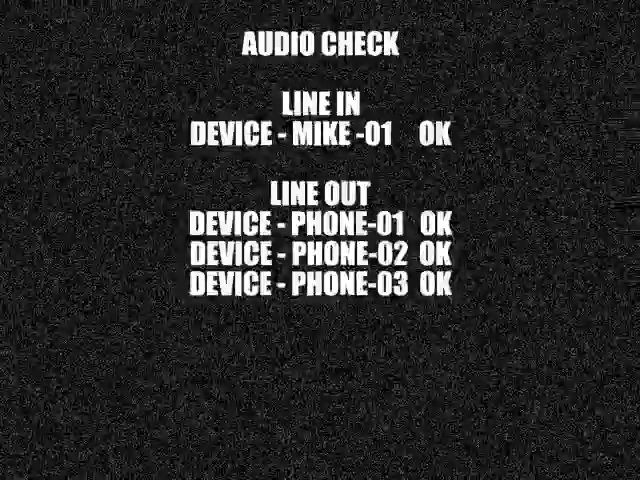 AUDIO CHECK
LINE IN
DEVICE - MIKE -01 OK
LINE OUT
DEVICE - PHONE-01 OK
DEVICE - PHONE-02 OK
DEVICE - PHONE-03 OK